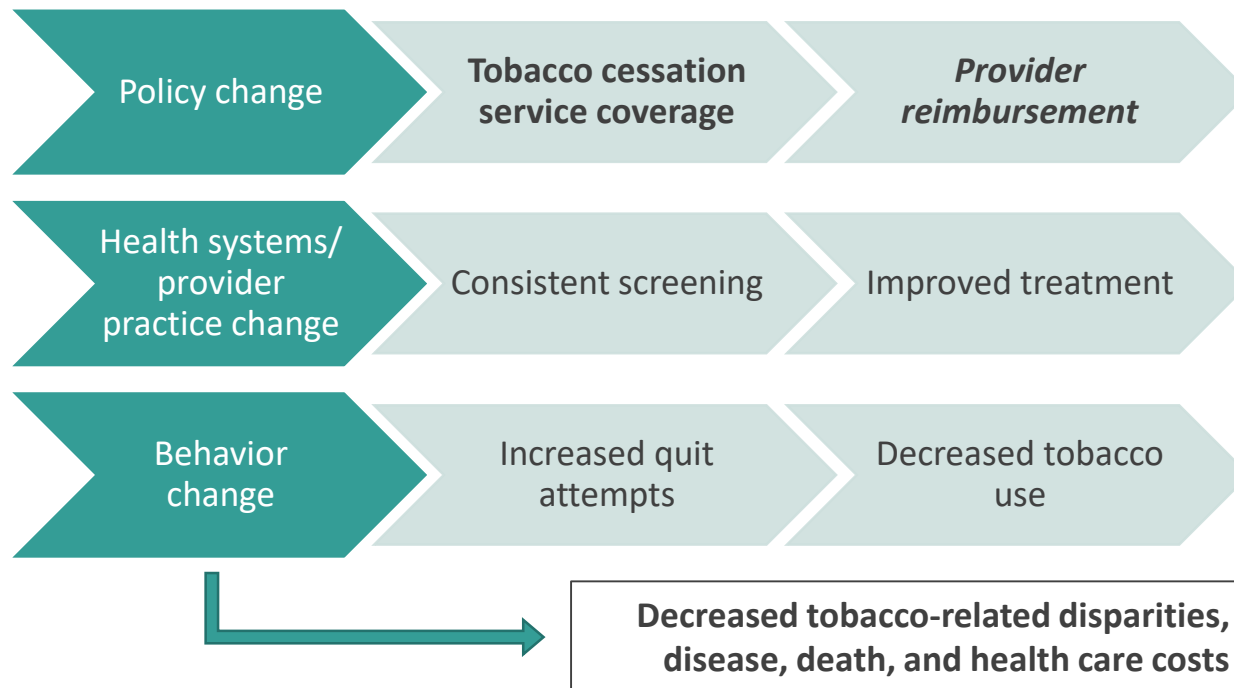 Policy change
Tobacco cessation
service coverage
Provider
reimbursement
Health systems/
provider
practice change
Consistent screening
Improved treatment
Behavior
change
Increased quit
attempts
Decreased tobacco
use
Decreased tobacco-related disparities,
disease, death, and health care costs